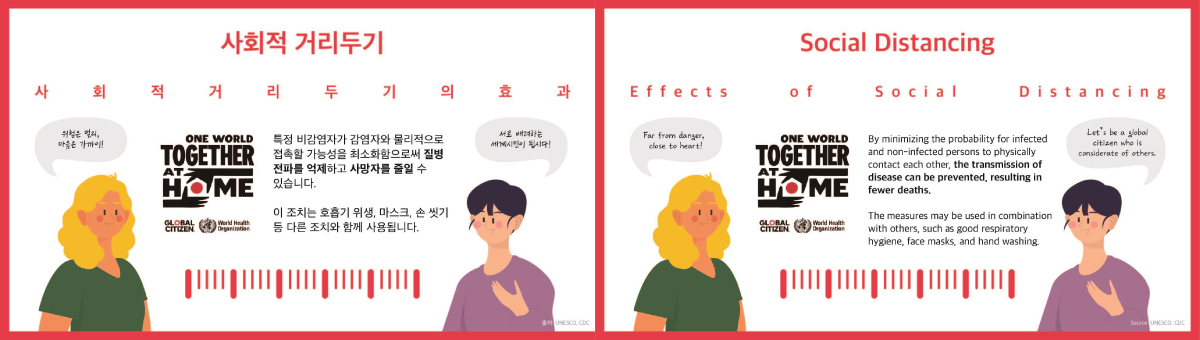 사회적 거리두기
사회적거리두기의효과
위험은 멀리,
마음은 가까이!
ONE WORLD
TOGETHER
AT
HOME
GLOBAL
CITIZEN.
World Health
Organization
특정 비감염자가 감염자와 물리적으로
접촉할 가능성을 최소화함으로써 질병
전파를 억제하고 사망자를 줄일 수
있습니다.
이 조치는 호흡기 위생, 마스크, 손 씻기
등 다른 조치와 함께 사용됩니다.
서로 배려하는
세계시민이 됩시다!
출처: UNESCO, CDC
Social Distancing
Effects of Social Distancing
Far from danger,
close to heart!
ONE WORLD
TOGETHER
AT
HOME
GLOBAL
CITIZEN.
World Health
Organization
By minimizing the probability for infected
and non-infected persons to physically
contact each other, the transmission of
disease can be prevented, resulting in
fewer deaths.
The measures may be used in combination
with others, such as good respiratory
hygiene, face masks, and hand washing.
Let's be a global
citizen who is
considerate of others.
Source: UNESCO, CDC